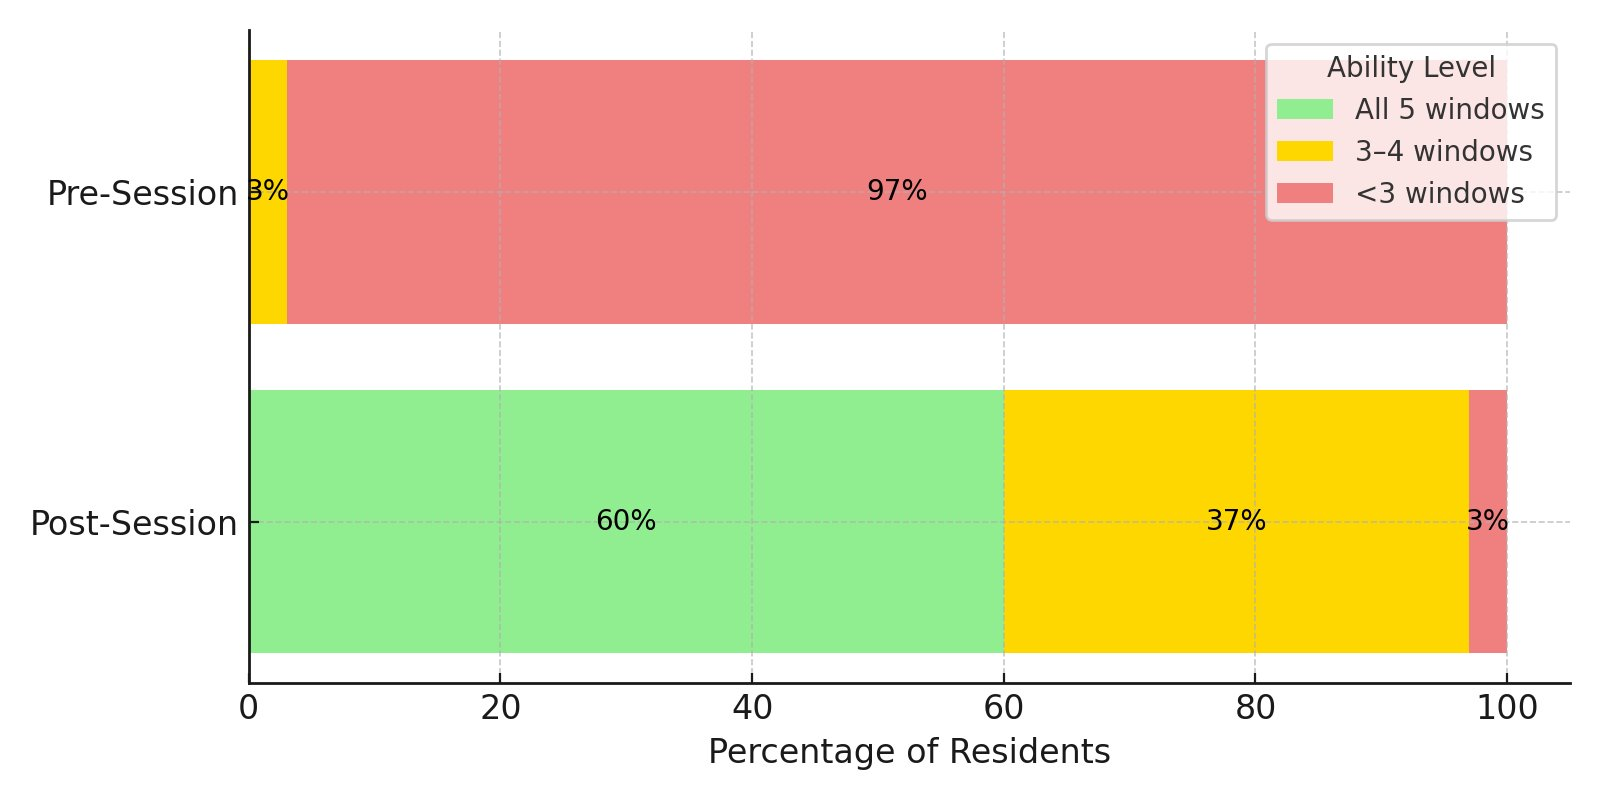 Ability Level
All 5 windows
3–4 windows
<3 windows
Pre-Session
3%
97%
Post-Session
60%
37%
3%
0
20
40
60
80
100
Percentage of Residents